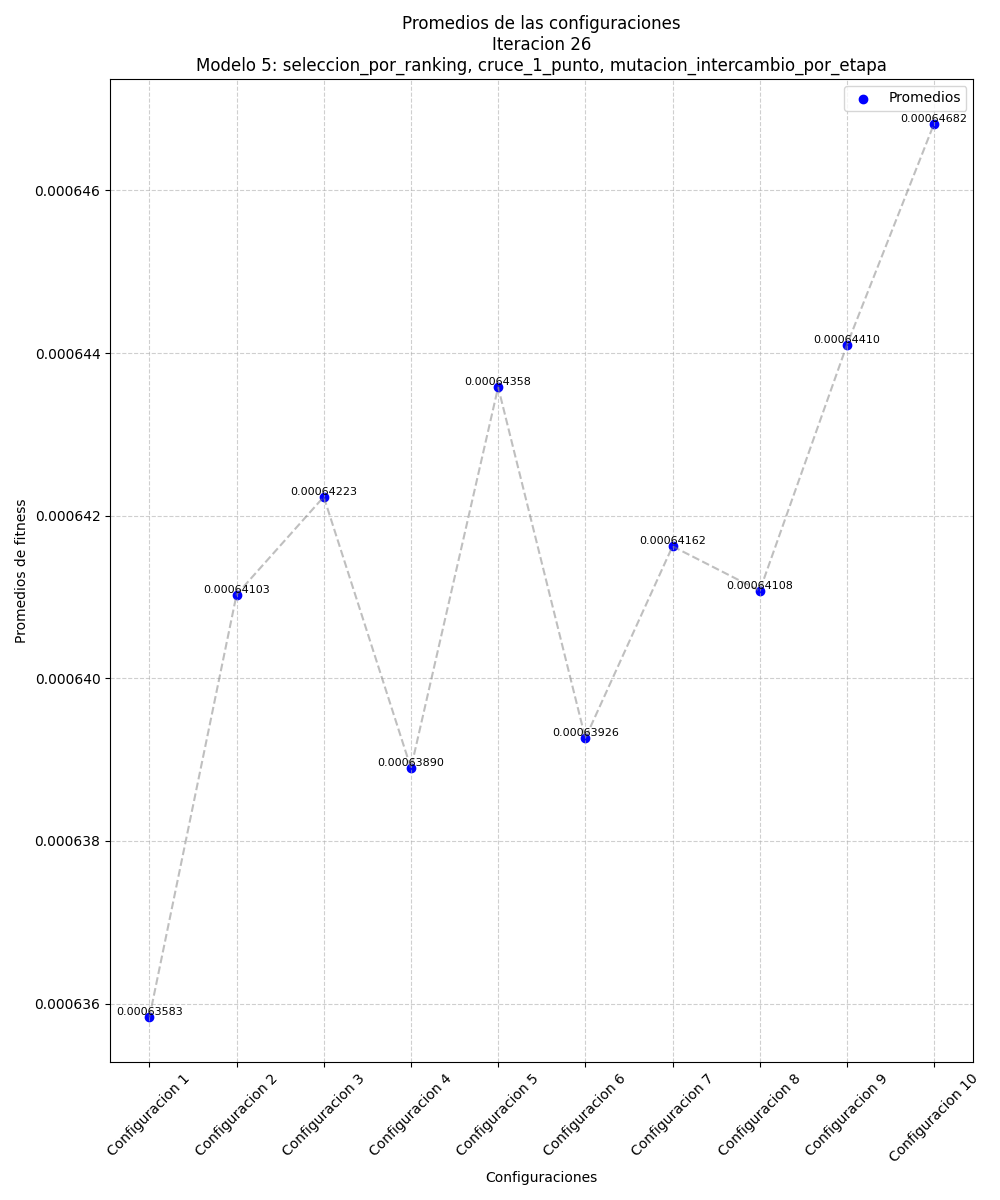 Promedios de las configuraciones
Iteracion 26
Modelo 5: seleccion_por_ranking, cruce_1_punto, mutacion_intercambio_por_etapa
Promedios
0.00064682
0.000646
0.00064410
0.000644
0.00064358
0.00064223
0.000642
0.00064162
0.00064108
0.00064103
0.000640
0.00063926
0.00063890
0.000638
0.000636
0.00063583
Promedios de fitness
Configuracion 1
Configuracion 2
Configuracion 3
Configuracion 4
Configuracion 5
Configuracion 6
Configuracion 7
Configuracion 8
Configuracion 9
Configuracion 10
Configuraciones